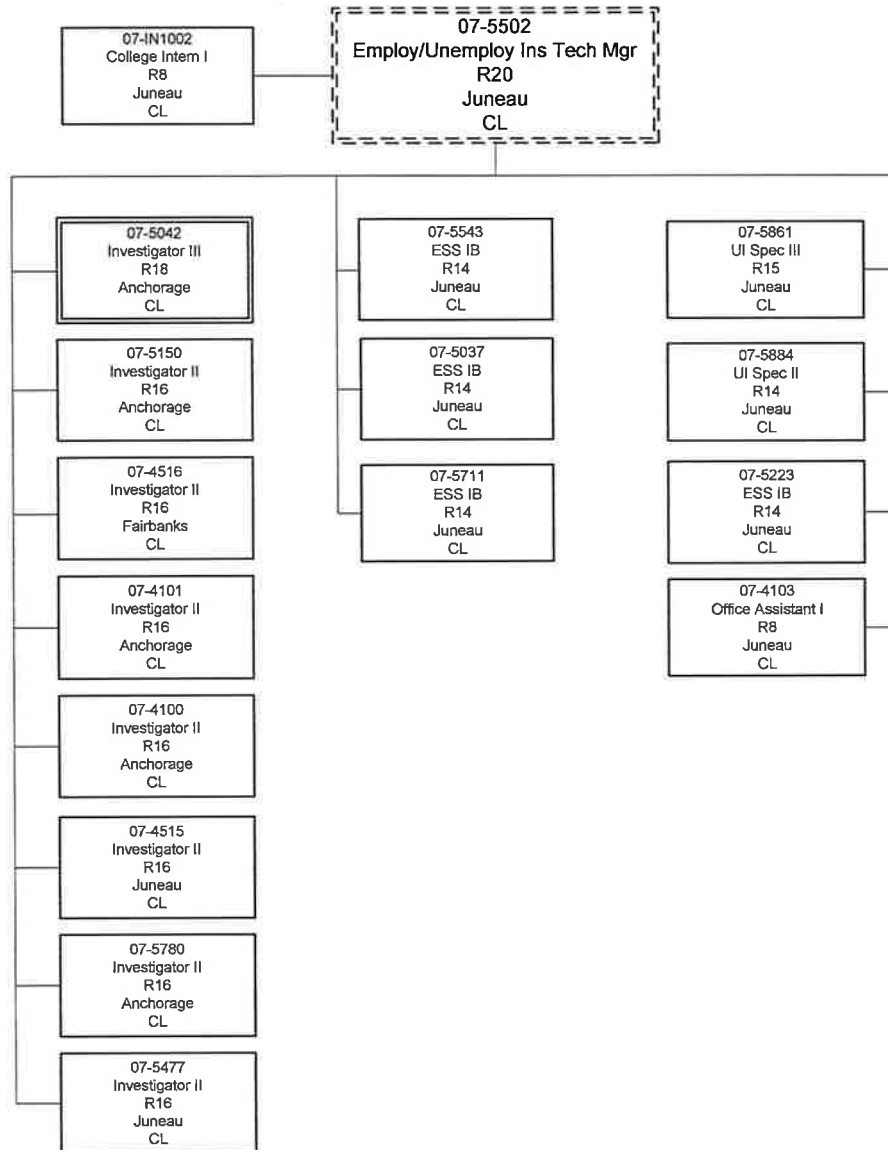 07-IN1002
College Intern I
R8
Juneau
CL
07-5502
Employ/Unemploy Ins Tech Mgr
R20
Juneau
CL
07-5042
Investigator III
R18
Anchorage
CL
07-5150
Investigator II
R16
Anchorage
CL
07-4516
Investigator II
R16
Fairbanks
CL
07-4101
Investigator II
R16
Anchorage
CL
07-4100
Investigator II
R16
Anchorage
CL
07-4515
Investigator II
R16
Juneau
CL
07-5780
Investigator II
R16
Anchorage
CL
07-5477
Investigator II
R16
Juneau
CL
07-5543
ESS IB
R14
Juneau
CL
07-5037
ESS IB
R14
Juneau
CL
07-5711
ESS IB
R14
Juneau
CL
07-5861
UI Spec III
R15
Juneau
CL
07-5884
UI Spec II
R14
Juneau
CL
07-5223
ESS IB
R14
Juneau
CL
07-4103
Office Assistant I
R8
Juneau
CL